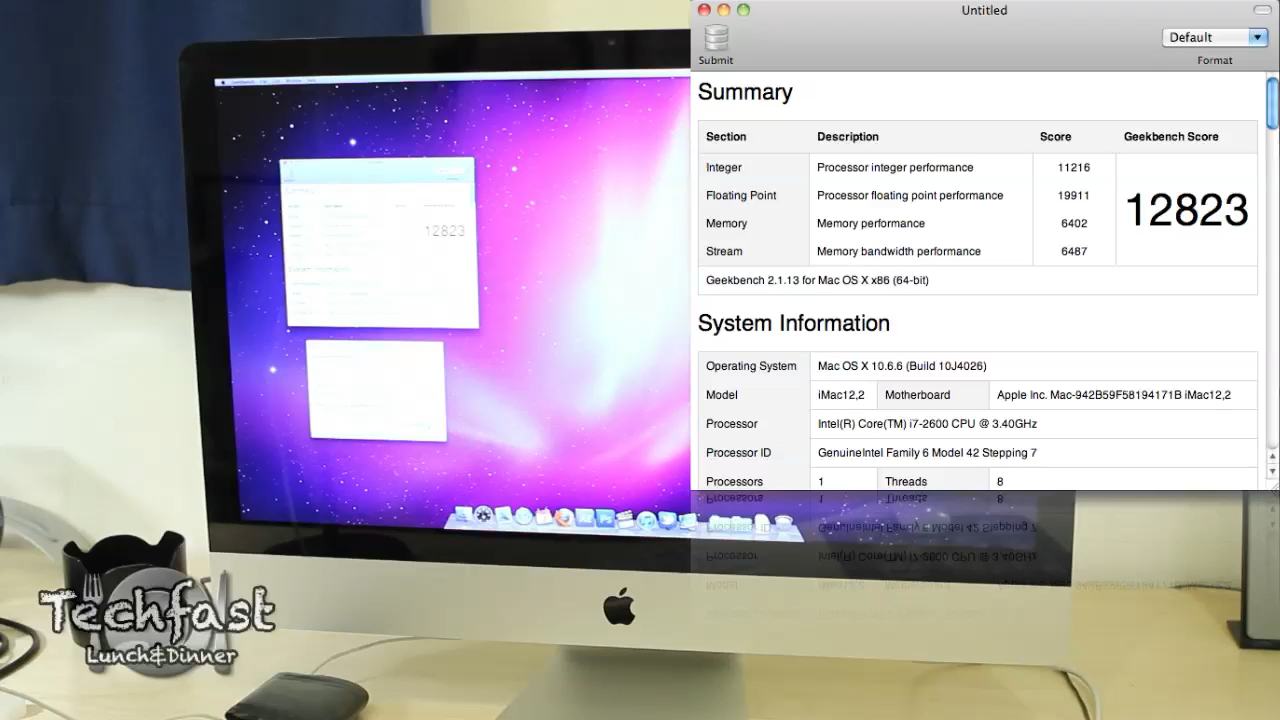 Untitled
Submit
Default
Format
Summary
Section Description Score Geekbench Score
Integer Processor integer performance 11216
Floating Point Processor floating point performance 19911
12823
Memory Memory performance 6402
Stream Memory bandwidth performance 6487
Geekbench 2.1.13 for Mac OS X x86 (64-bit)
System Information
Operating System Mac OS X 10.6.6 (Build 10J4026)
Model iMac12,2 Motherboard Apple Inc. Mac-942B59F58194171B iMac12,2
Processor Intel(R) Core(TM) i7-2600 CPU @ 3.40GHz
Processor ID GenuineIntel Family 6 Model 42 Stepping 7
Processors 1 Threads 8
12823
Techfast
Lunch&Dinner